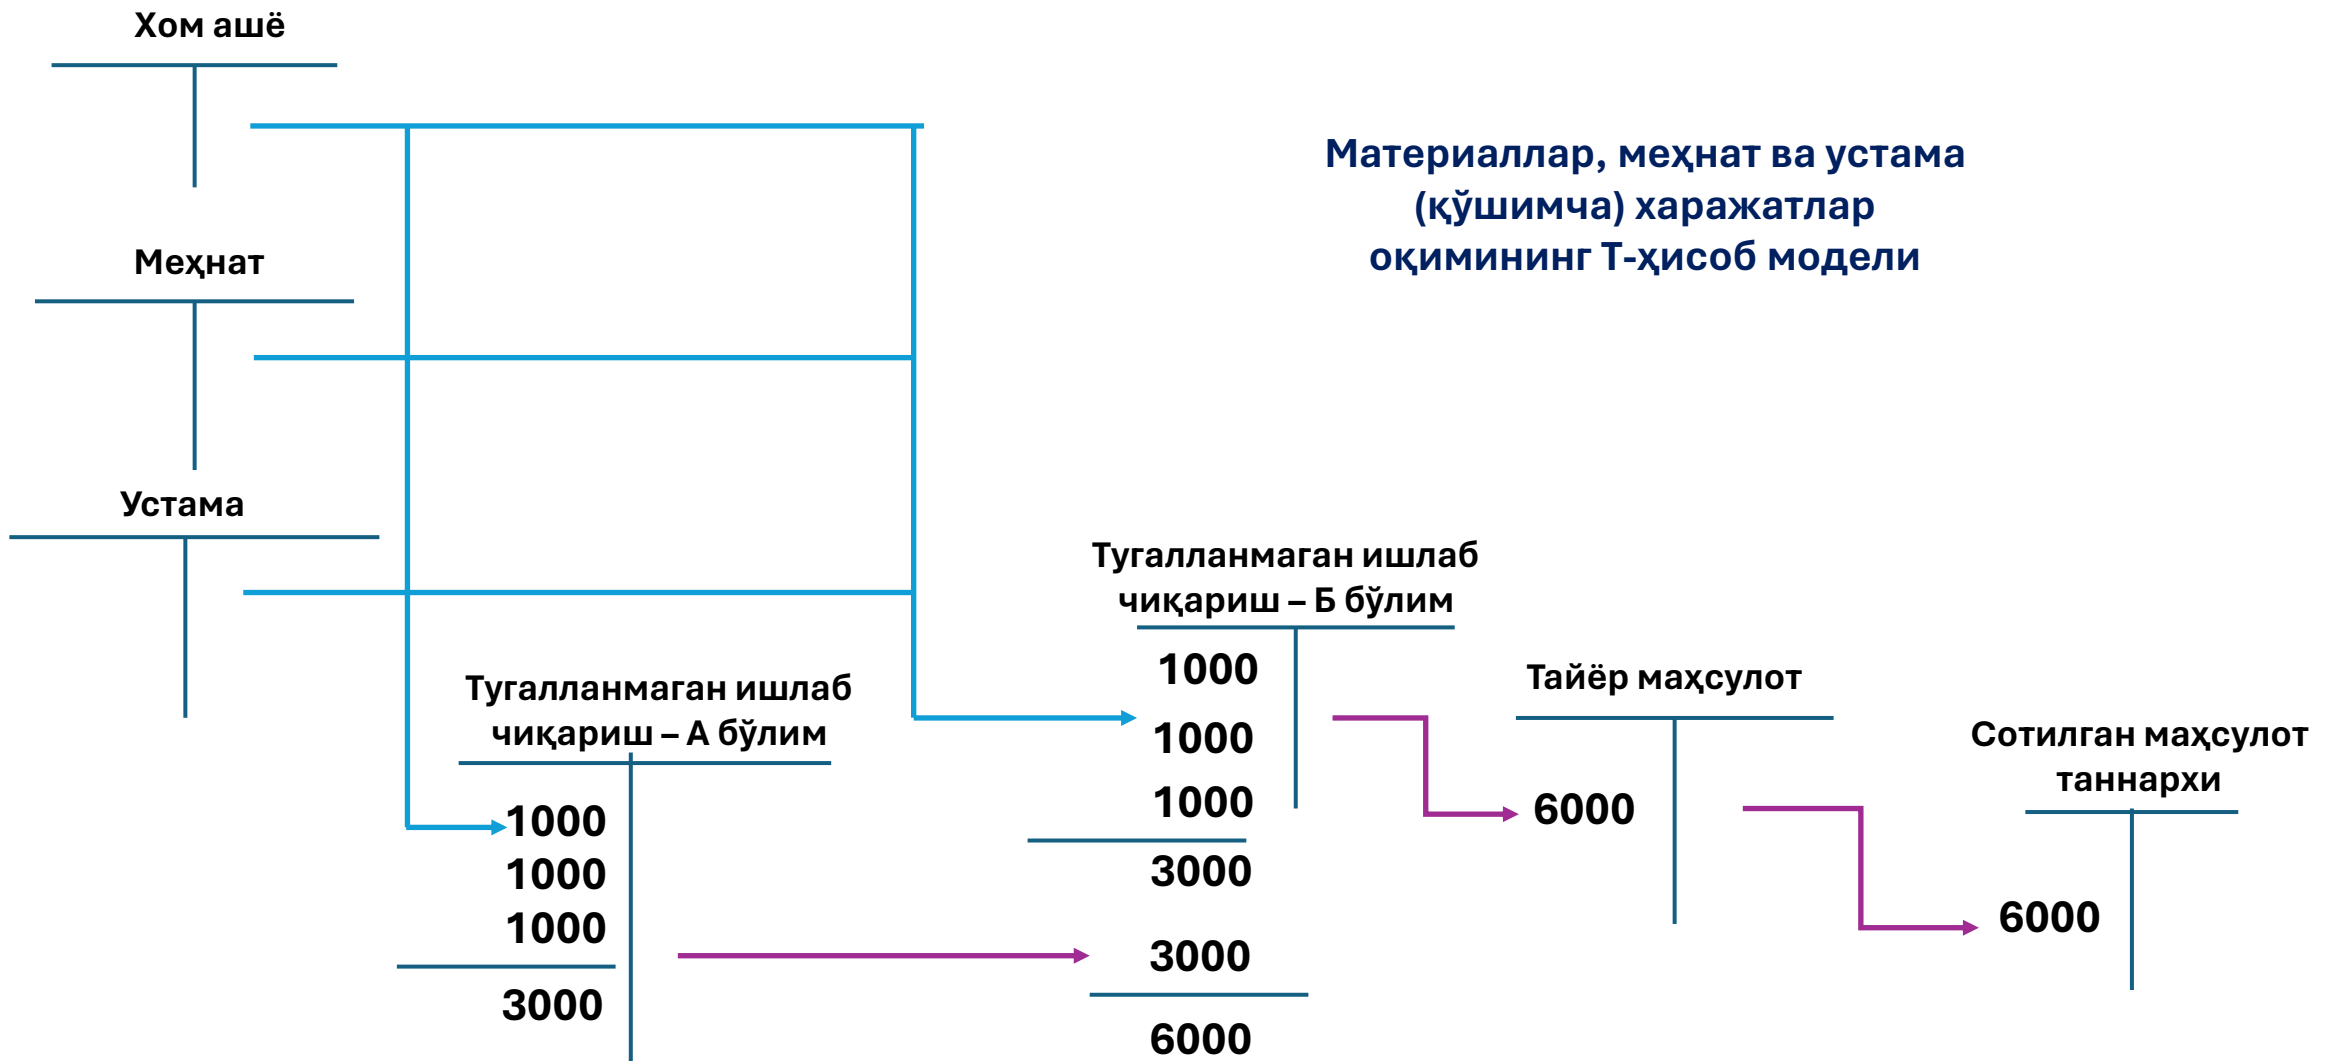 Хом ашё
Материаллар, меҳнат ва устама
(қўшимча) харажатлар
оқимининг Т-ҳисоб модели
Меҳнат
Устама
Тугалланмаган ишлаб
чиқариш – А бўлим
1000
1000
1000
3000
Тугалланмаган ишлаб
чиқариш – Б бўлим
1000
1000
1000
3000
3000
6000
Тайёр маҳсулот
6000
Сотилган маҳсулот
таннархи
6000